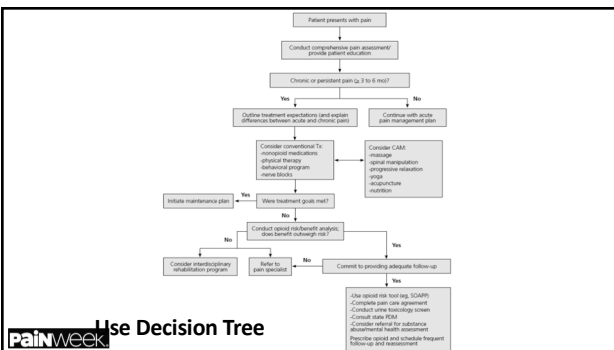 Patient presents with pain
Conduct comprehensive pain assessment/
provide patient education
Chronic or persistent pain (≥ 3 to 6 mo)?
Yes
No
Outline treatment expectations (and explain
differences between acute and chronic pain)
Continue with acute
pain management plan
Consider conventional Tx:
-nonopioid medications
-physical therapy
-behavioral program
-nerve blocks
Consider CAM:
-massage
-spinal manipulation
-progressive relaxation
-yoga
-acupuncture
-nutrition
Initiate maintenance plan
Yes
Were treatment goals met?
No
Conduct opioid risk/benefit analysis;
does benefit outweigh risk?
No
Yes
Consider interdisciplinary
rehabilitation program
Refer to
pain specialist
No
Commit to providing adequate follow-up
Yes
-Use opioid risk tool (eg, SOAPP)
-Complete pain care agreement
-Conduct urine toxicology screen
-Consult state PDM
-Consider referral for substance
abuse/mental health assessment
Prescribe opioid and schedule frequent
follow-up and reassessment
PAINWEEK.
Use Decision Tree